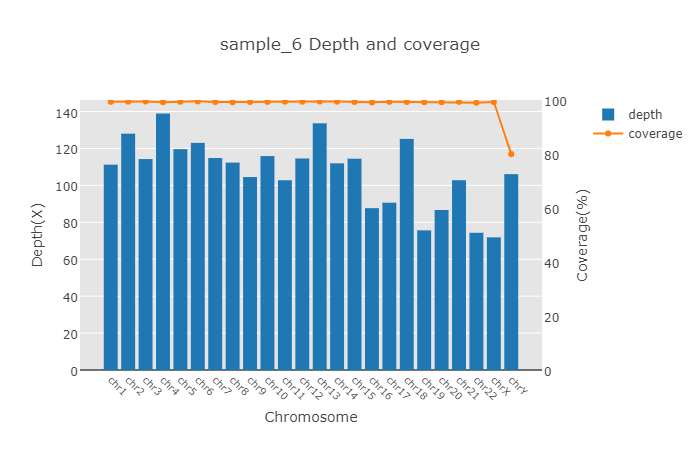 sample_6 Depth and coverage
140
120
100
80
60
40
20
0
Depth(X)
100
80
60
40
20
0
Coverage(%)
depth
coverage
chr1
chr2
chr3
chr4
chr5
chr6
chr7
chr8
chr9
chr10
chr11
chr12
chr13
chr14
chr15
chr16
chr17
chr18
chr19
chr20
chr21
chr22
chrX
chrY
Chromosome